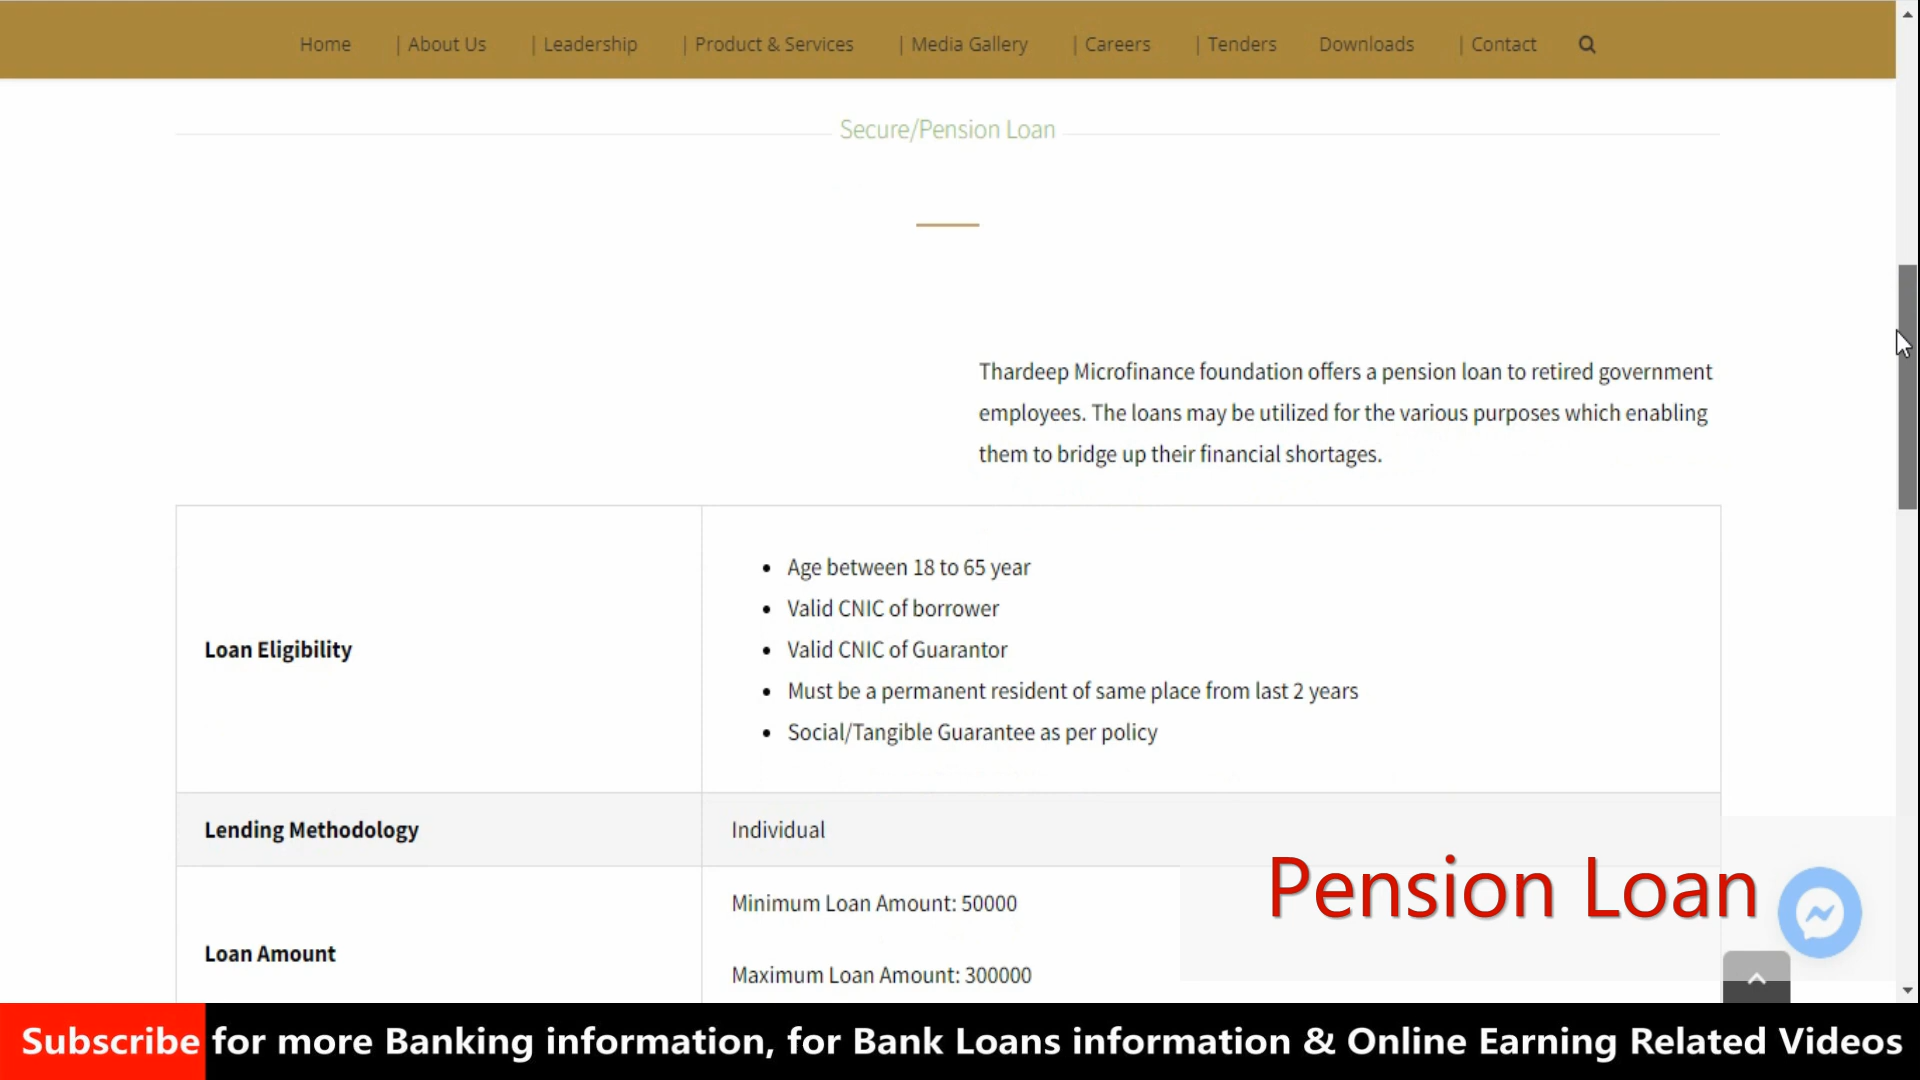 Home | About Us | Leadership | Product & Services | Media Gallery | Careers | Tenders Downloads | Contact
Secure/Pension Loan
Thardeep Microfinance foundation offers a pension loan to retired government
employees. The loans may be utilized for the various purposes which enabling
them to bridge up their financial shortages.
Loan Eligibility
• Age between 18 to 65 year
• Valid CNIC of borrower
• Valid CNIC of Guarantor
• Must be a permanent resident of same place from last 2 years
• Social/Tangible Guarantee as per policy
Lending Methodology
Individual
Loan Amount
Minimum Loan Amount: 50000
Maximum Loan Amount: 300000
Pension Loan
Subscribe for more Banking information, for Bank Loans information & Online Earning Related Videos